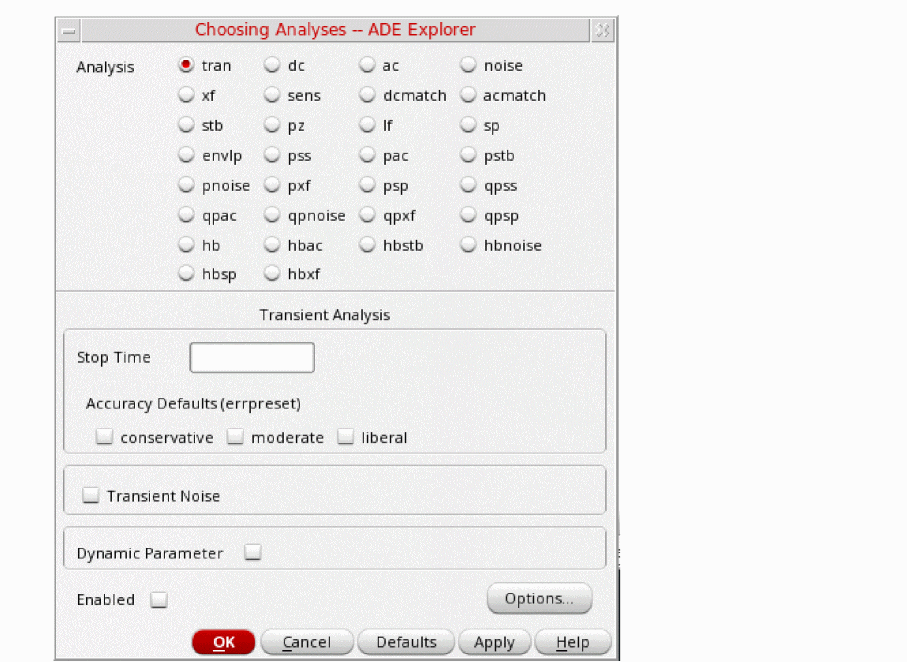 Choosing Analyses -- ADE Explorer
Analysis tran dc ac noise
xf sens dcmatch acmatch
stb pz lf sp
envlp pss pac pstb
pnoise pxf psp qpss
qpac qpnoise qpxf qpsp
hb hbac hbstb hbnoise
hbsp hbxf
Transient Analysis
Stop Time
Accuracy Defaults (errpreset)
conservative moderate liberal
Transient Noise
Dynamic Parameter
Enabled Options...
OK Cancel Defaults Apply Help